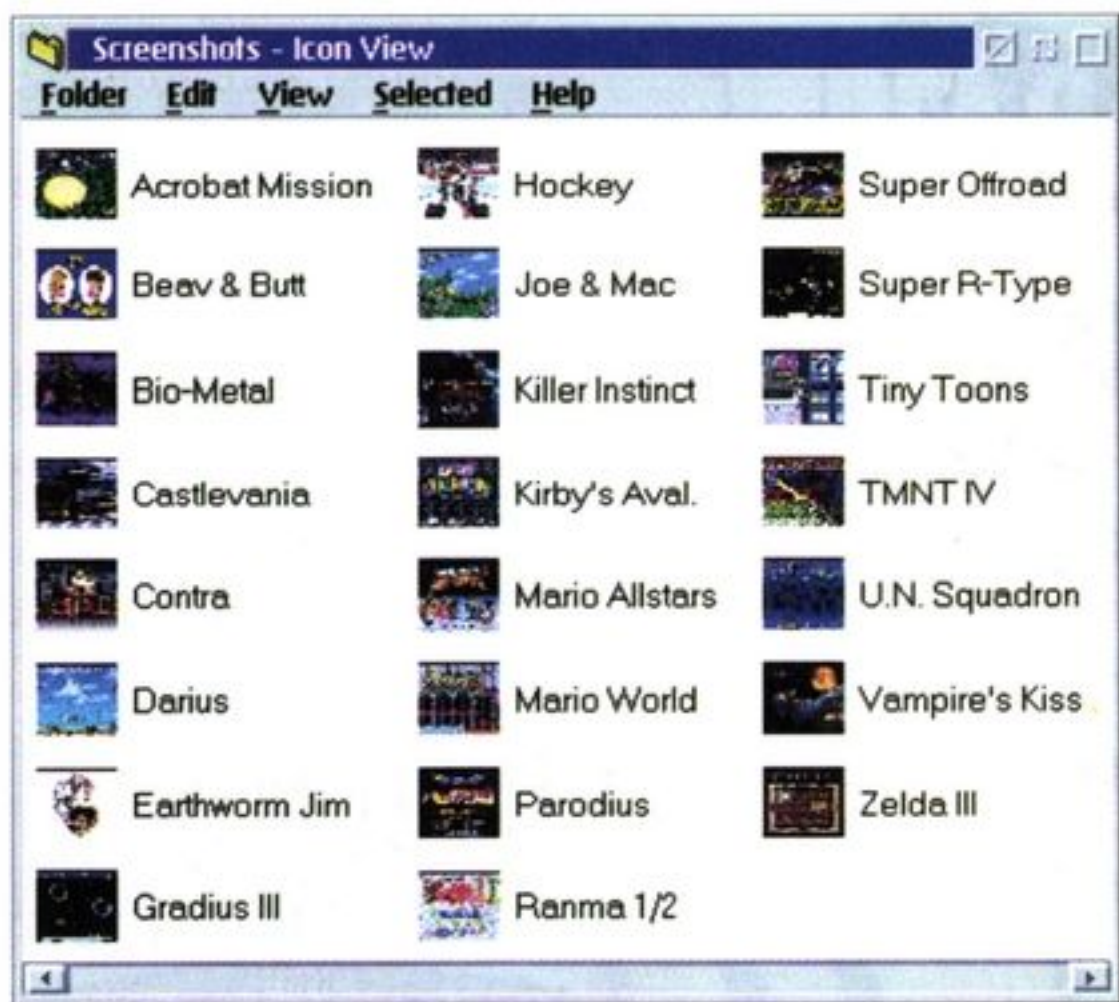 Screenshots - Icon View
Folder Edit View Selected Help
Acrobat Mission
Beav & Butt
Bio-Metal
Castlevania
Contra
Darius
Earthworm Jim
Gradius III
Hockey
Joe & Mac
Killer Instinct
Kirby's Aval.
Mario Allstars
Mario World
Parodius
Ranma 1/2
Super Offroad
Super R-Type
Tiny Toons
TMNT IV
U.N. Squadron
Vampire's Kiss
Zelda III